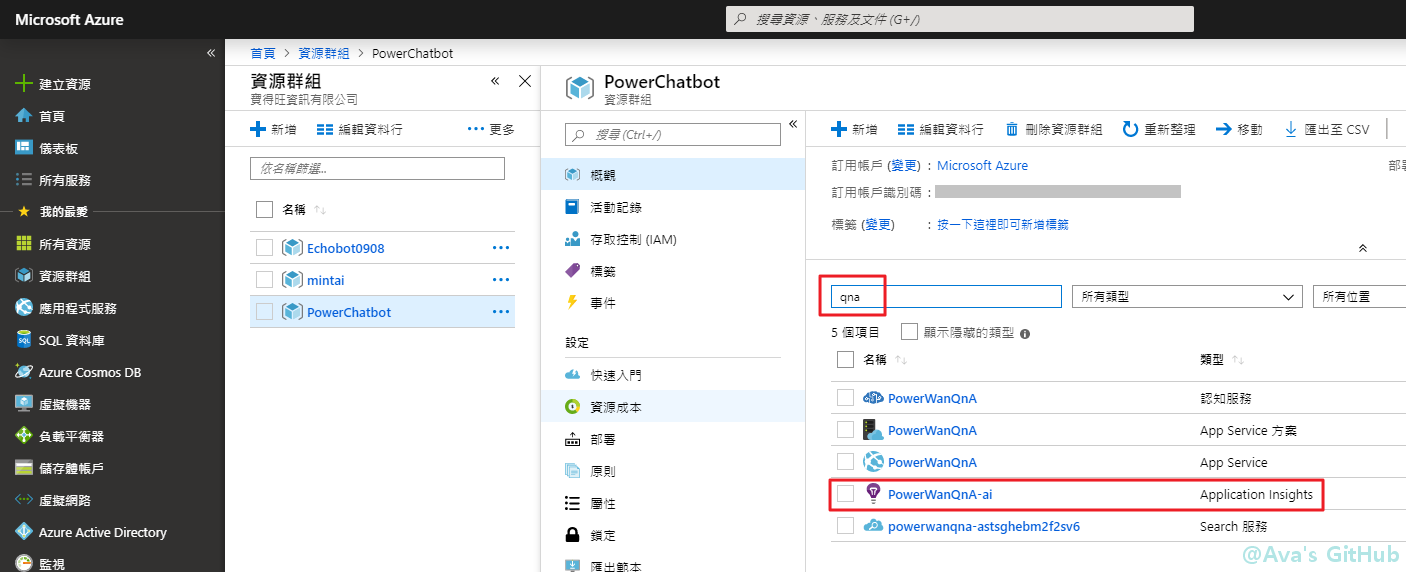 Microsoft Azure
搜尋資源、服務及文件 (G+/)
«
建立資源
首頁
儀表板
所有服務
我的最愛
所有資源
資源群組
應用程式服務
SQL 資料庫
Azure Cosmos DB
虛擬機器
負載平衡器
儲存體帳戶
虛擬網路
Azure Active Directory
監視
首頁 > 資源群組 > PowerChatbot
資源群組
寶得旺資訊有限公司
« ×
新增 編輯資料行 ··· 更多
依名稱篩選...
名稱 ↑↓
Echobot0908 ···
mintai ···
PowerChatbot ···
PowerChatbot
資源群組
搜尋 (Ctrl+/) «
概觀
活動記錄
存取控制 (IAM)
標籤
事件
設定
快速入門
資源成本
部署
原則
屬性
鎖定
匯出範本
新增 編輯資料行 刪除資源群組 重新整理 移動 匯出至 CSV
訂用帳戶 (變更) : Microsoft Azure 部署
訂用帳戶識別碼 :
標籤 (變更) : 按一下這裡即可新增標籤
qna 所有類型 所有位置
5 個項目 顯示隱藏的類型
名稱 ↑↓ 類型 ↑↓
PowerWanQnA 認知服務
PowerWanQnA App Service 方案
PowerWanQnA App Service
PowerWanQnA-ai Application Insights
powerwanqna-astsghebm2f2sv6 Search 服務
@Ava's GitHub